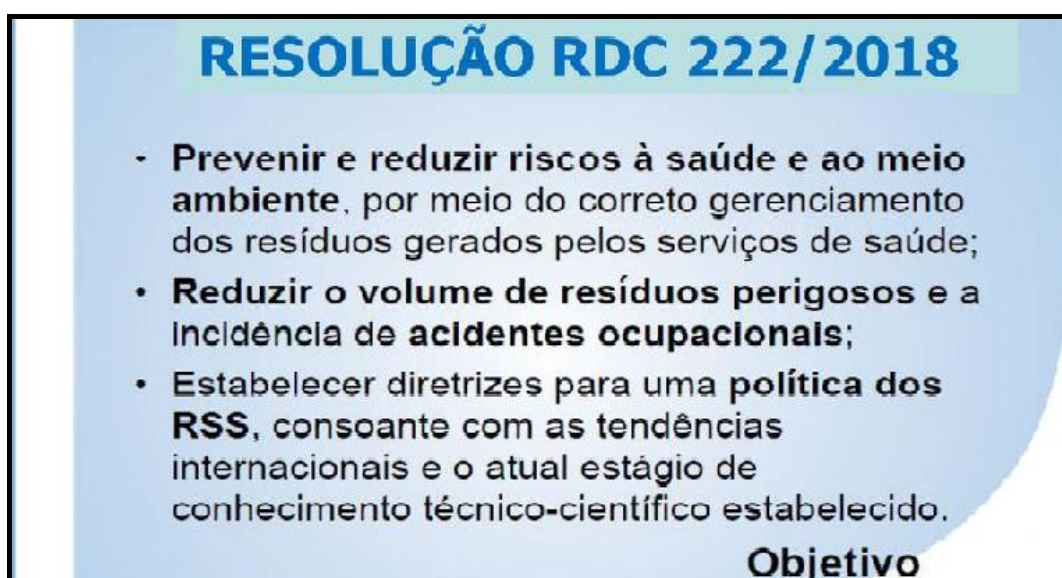 RESOLUÇÃO RDC 222/2018
· Prevenir e reduzir riscos à saúde e ao meio
ambiente, por meio do correto gerenciamento
dos resíduos gerados pelos serviços de saúde;
• Reduzir o volume de resíduos perigosos e a
incidência de acidentes ocupacionais;
• Estabelecer diretrizes para uma política dos
RSS, consoante com as tendências
internacionais e o atual estágio de
conhecimento técnico-científico estabelecido.
Objetivo